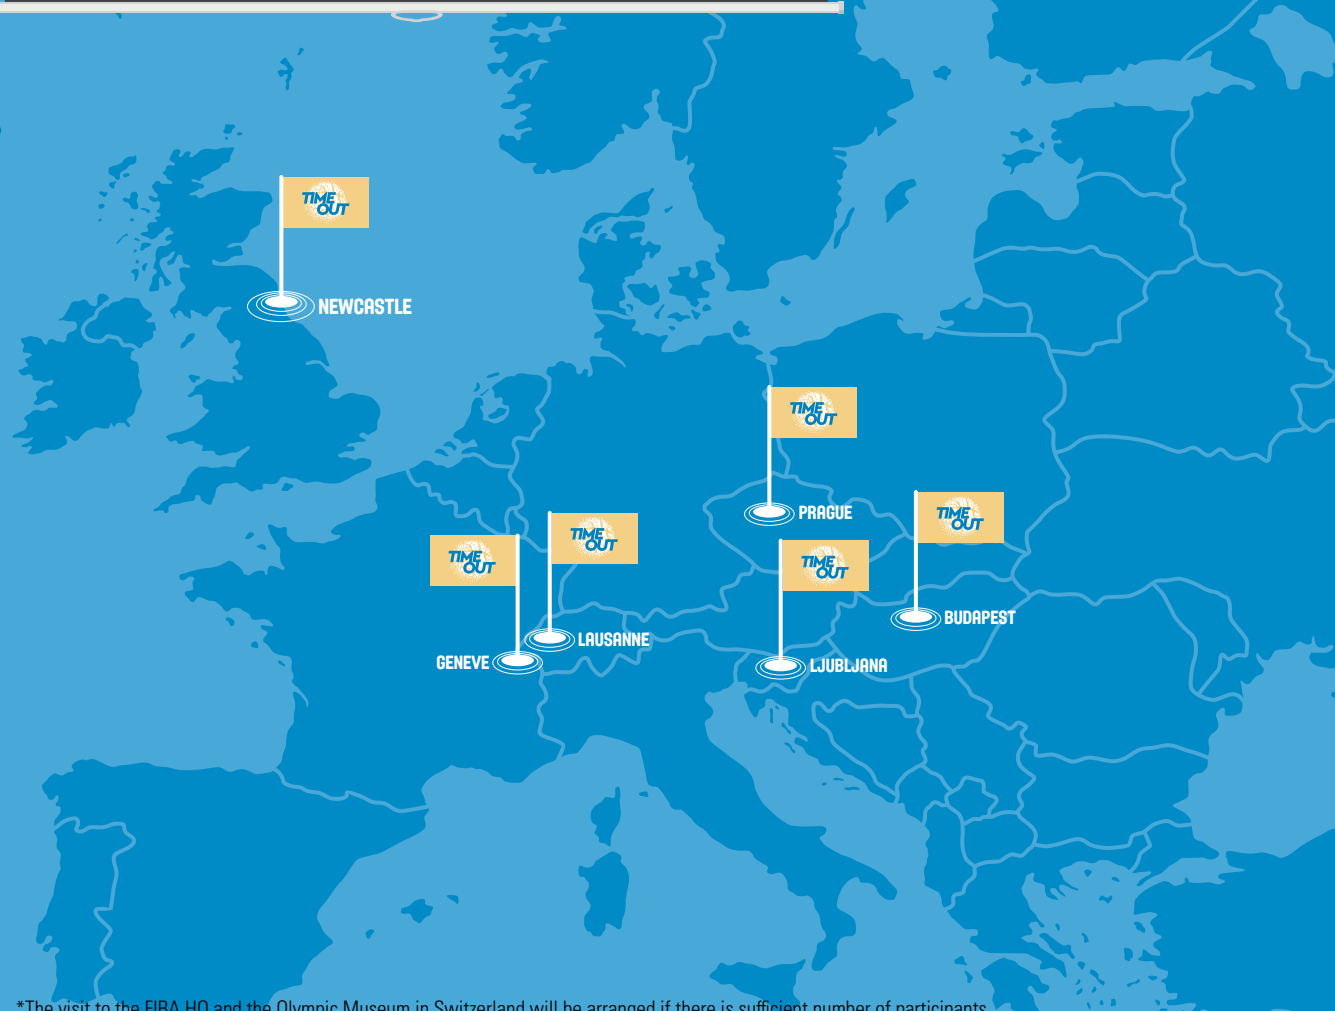 TIME
OUT
NEWCASTLE
TIME
OUT
PRAGUE
TIME
OUT
BUDAPEST
TIME
OUT
LAUSANNE
TIME
OUT
GENEVE
TIME
OUT
LJUBLJANA
*The visit to the FIBA HQ and the Olympic Museum in Switzerland will be arranged if there is sufficient number of participants